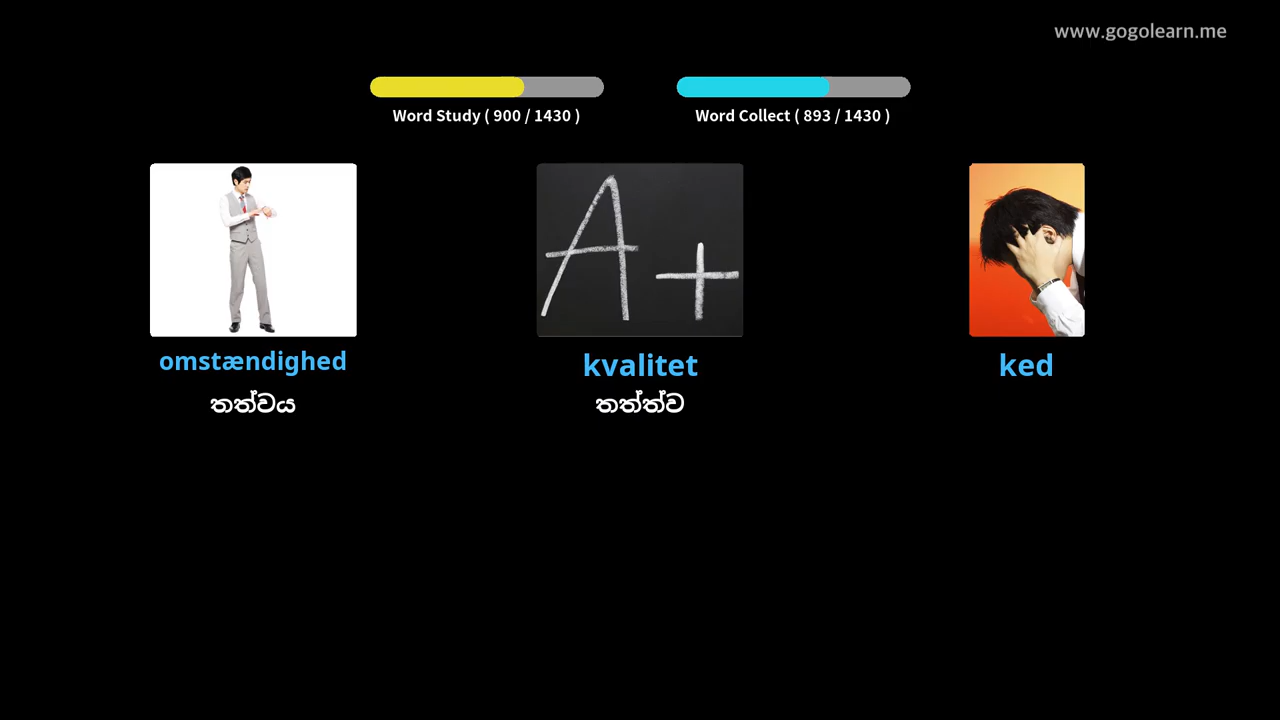 www.gogolearn.me
Word Study ( 900 / 1430 )
Word Collect ( 893 / 1430 )
A+
omstændighed
kvalitet
ked
තත්වය
තත්ත්ව